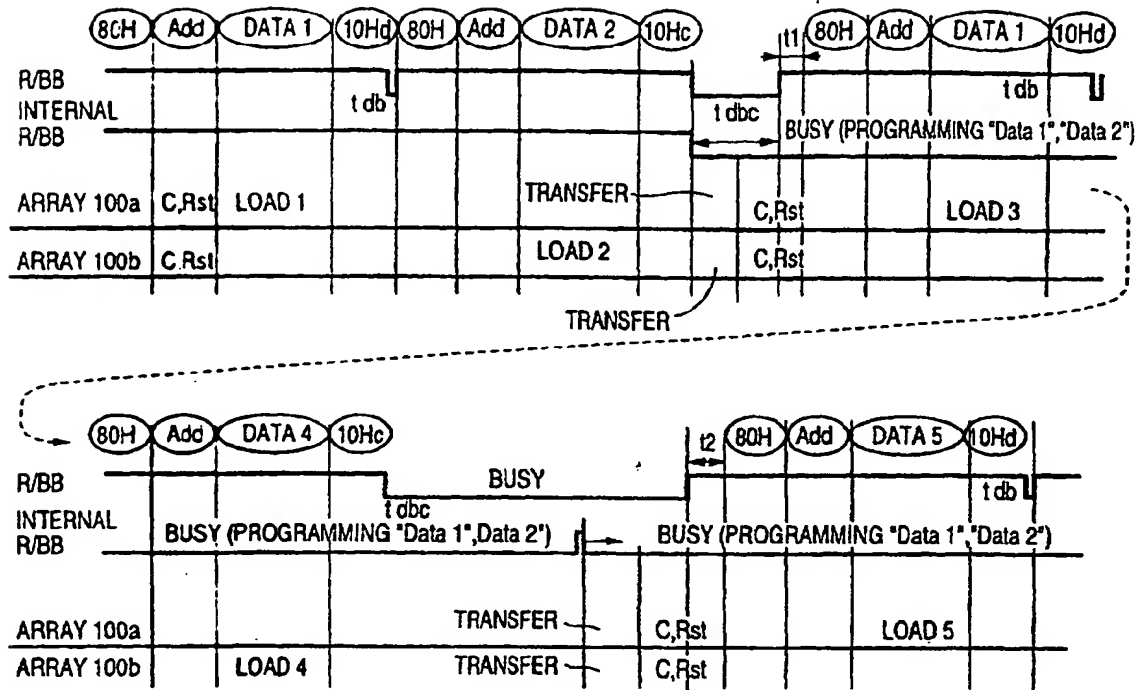 80H Add DATA 1 10Hd 80H Add DATA 2 10Hc t1 80H Add DATA 1 10Hd
R/BB
t db t dbc t db
INTERNAL
R/BB
BUSY (PROGRAMMING "Data 1","Data 2")
ARRAY 100a C,Rst LOAD 1 TRANSFER C,Rst LOAD 3
ARRAY 100b C.Rst LOAD 2 C,Rst
TRANSFER
80H Add DATA 4 10Hc t2 80H Add DATA 5 10Hd
R/BB BUSY
t dbc t db
INTERNAL
R/BB
BUSY (PROGRAMMING "Data 1",Data 2") BUSY (PROGRAMMING "Data 1","Data 2")
ARRAY 100a TRANSFER C,Rst LOAD 5
ARRAY 100b LOAD 4 TRANSFER C,Rst